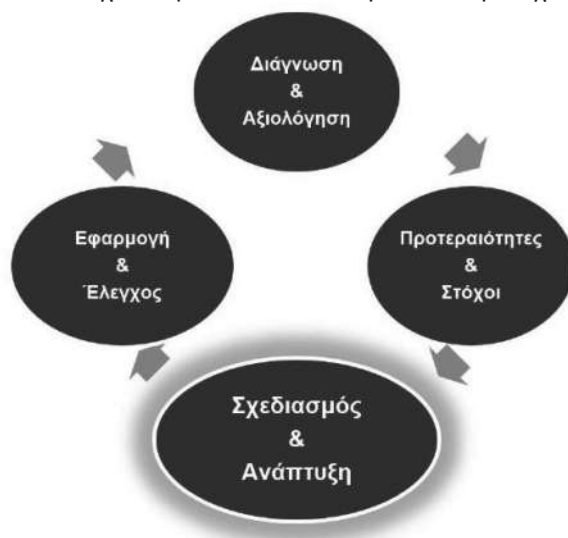 Διάγνωση
&
Αξιολόγηση
Εφαρμογή
&
Έλεγχος
Προτεραιότητες
&
Στόχοι
Σχεδιασμός
&
Ανάπτυξη